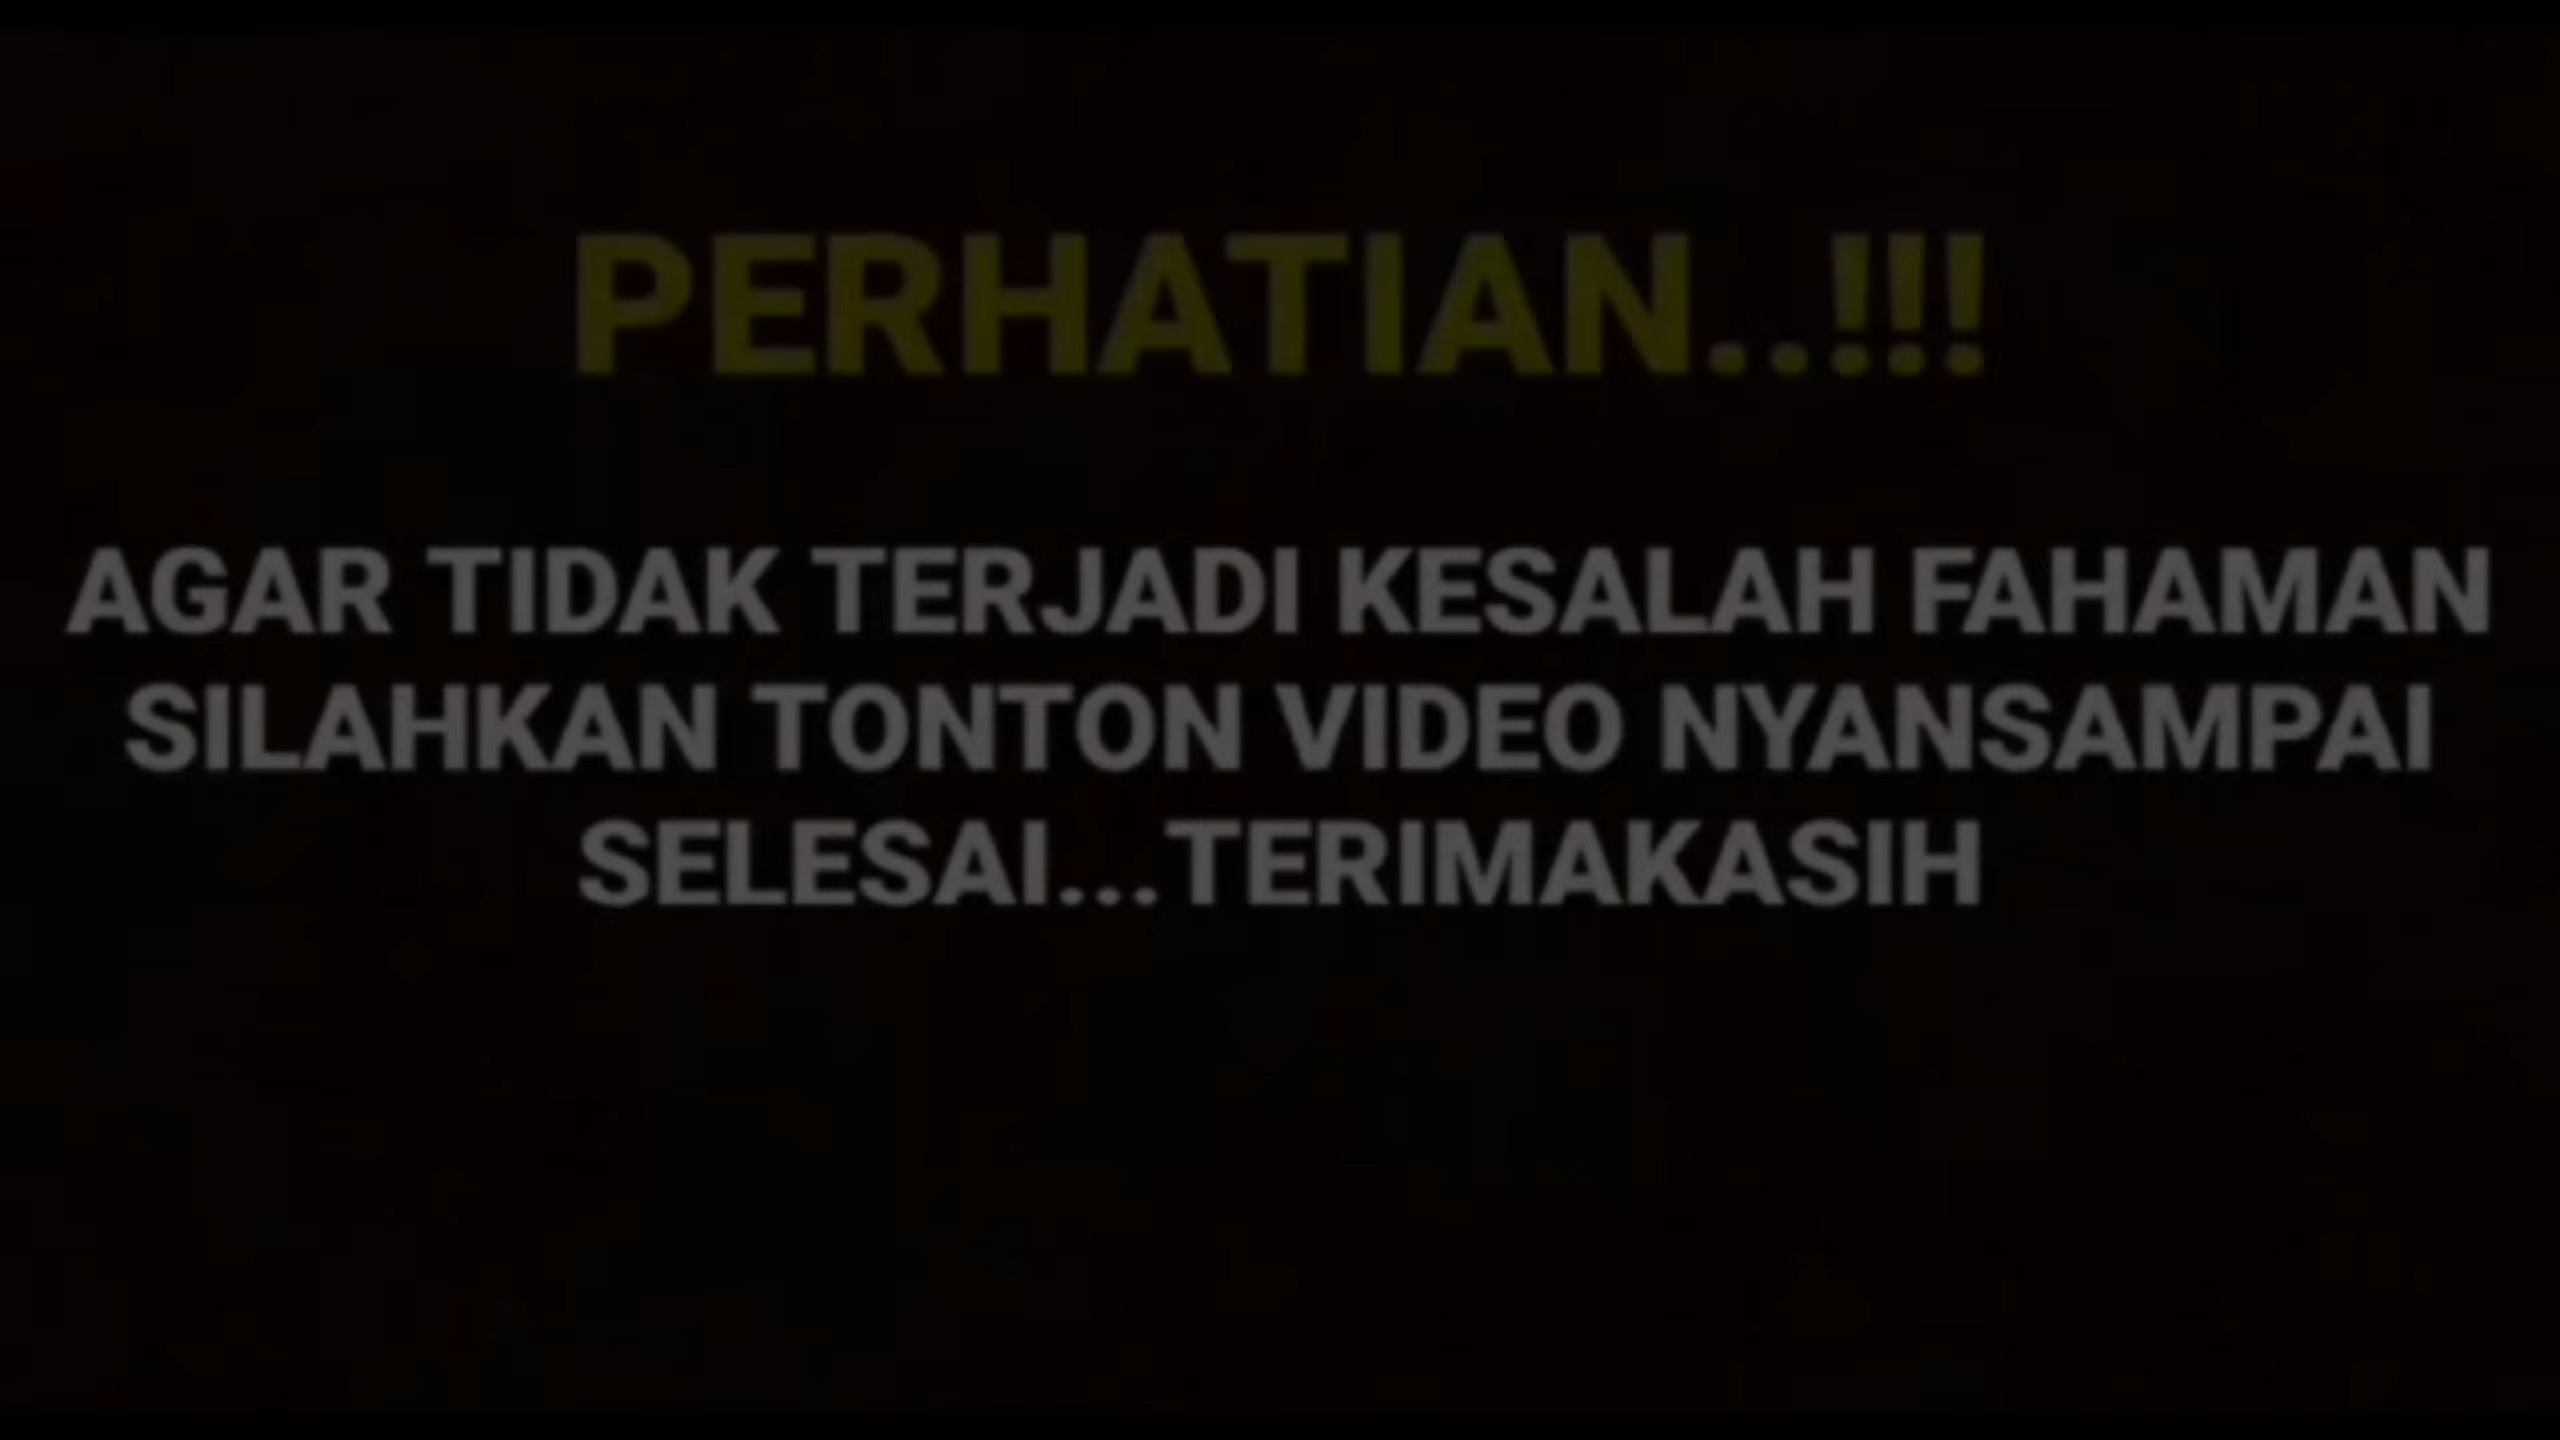 PERHATIAN..!!!
AGAR TIDAK TERJADI KESALAH FAHAMAN
SILAHKAN TONTON VIDEO NYANSAMPAI
SELESAI...TERIMAKASIH